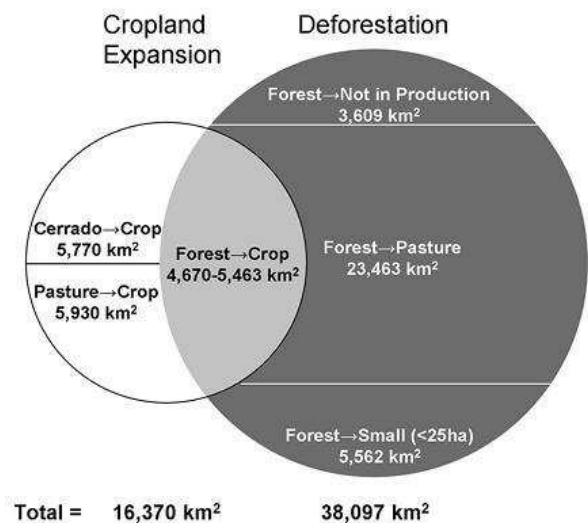 Cropland
Expansion
Deforestation
Forest→Not in Production
3,609 km²
Cerrado→Crop
5,770 km²
Pasture→Crop
5,930 km²
Forest→Crop
4,670-5,463 km²
Forest→Pasture
23,463 km²
Forest→Small (<25ha)
5,562 km²
Total = 16,370 km² 38,097 km²